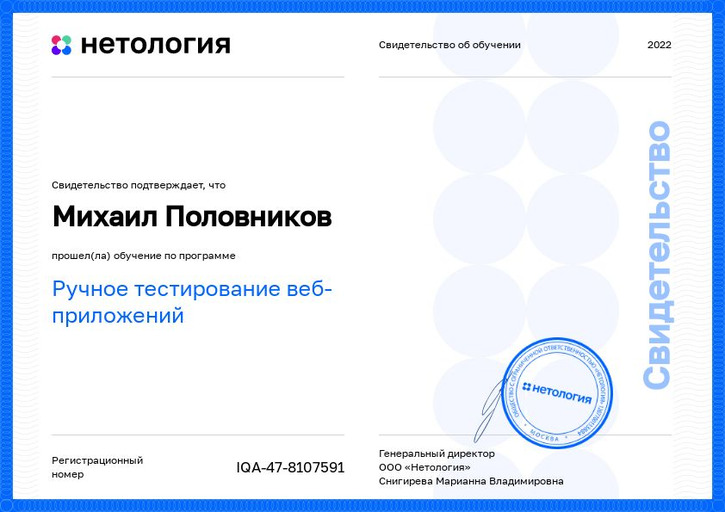 нетология
Свидетельство об обучении
2022
Свидетельство подтверждает, что
Михаил Половников
прошел(ла) обучение по программе
Ручное тестирование веб-
приложений
Свидетельство
ОБЩЕСТВО С ОГРАНИЧЕННОЙ ОТВЕТСТВЕННОСТЬЮ «НЕТОЛОГИЯ»
нетология
МОСКВА
Регистрационный
номер
IQA-47-8107591
Генеральный директор
ООО «Нетология»
Снигирева Марианна Владимировна